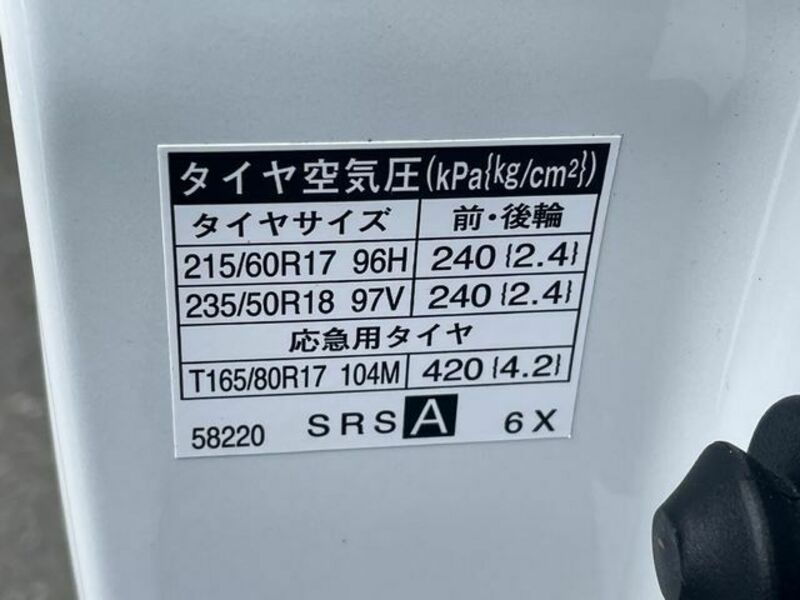 タイヤ空気圧(kPa{kg/cm²})
タイヤサイズ 前・後輪
215/60R17 96H 240 {2.4}
235/50R18 97V 240 {2.4}
応急用タイヤ
T165/80R17 104M 420 {4.2}
58220 SRS A 6X